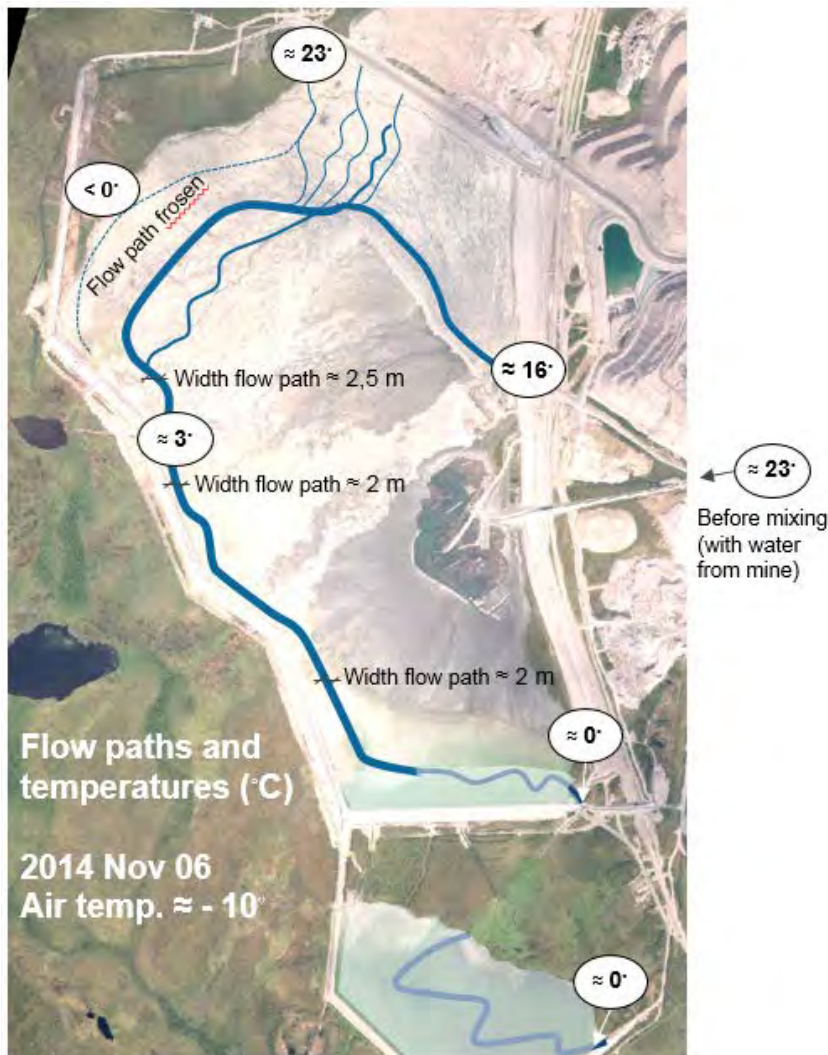 ≈ 23°
< 0°
Flow path frosen
≈ 16°
Width flow path ≈ 2,5 m
≈ 3°
Width flow path ≈ 2 m
≈ 23°
Before mixing
(with water
from mine)
Width flow path ≈ 2 m
≈ 0°
Flow paths and
temperatures (°C)
2014 Nov 06
Air temp. ≈ - 10°
≈ 0°